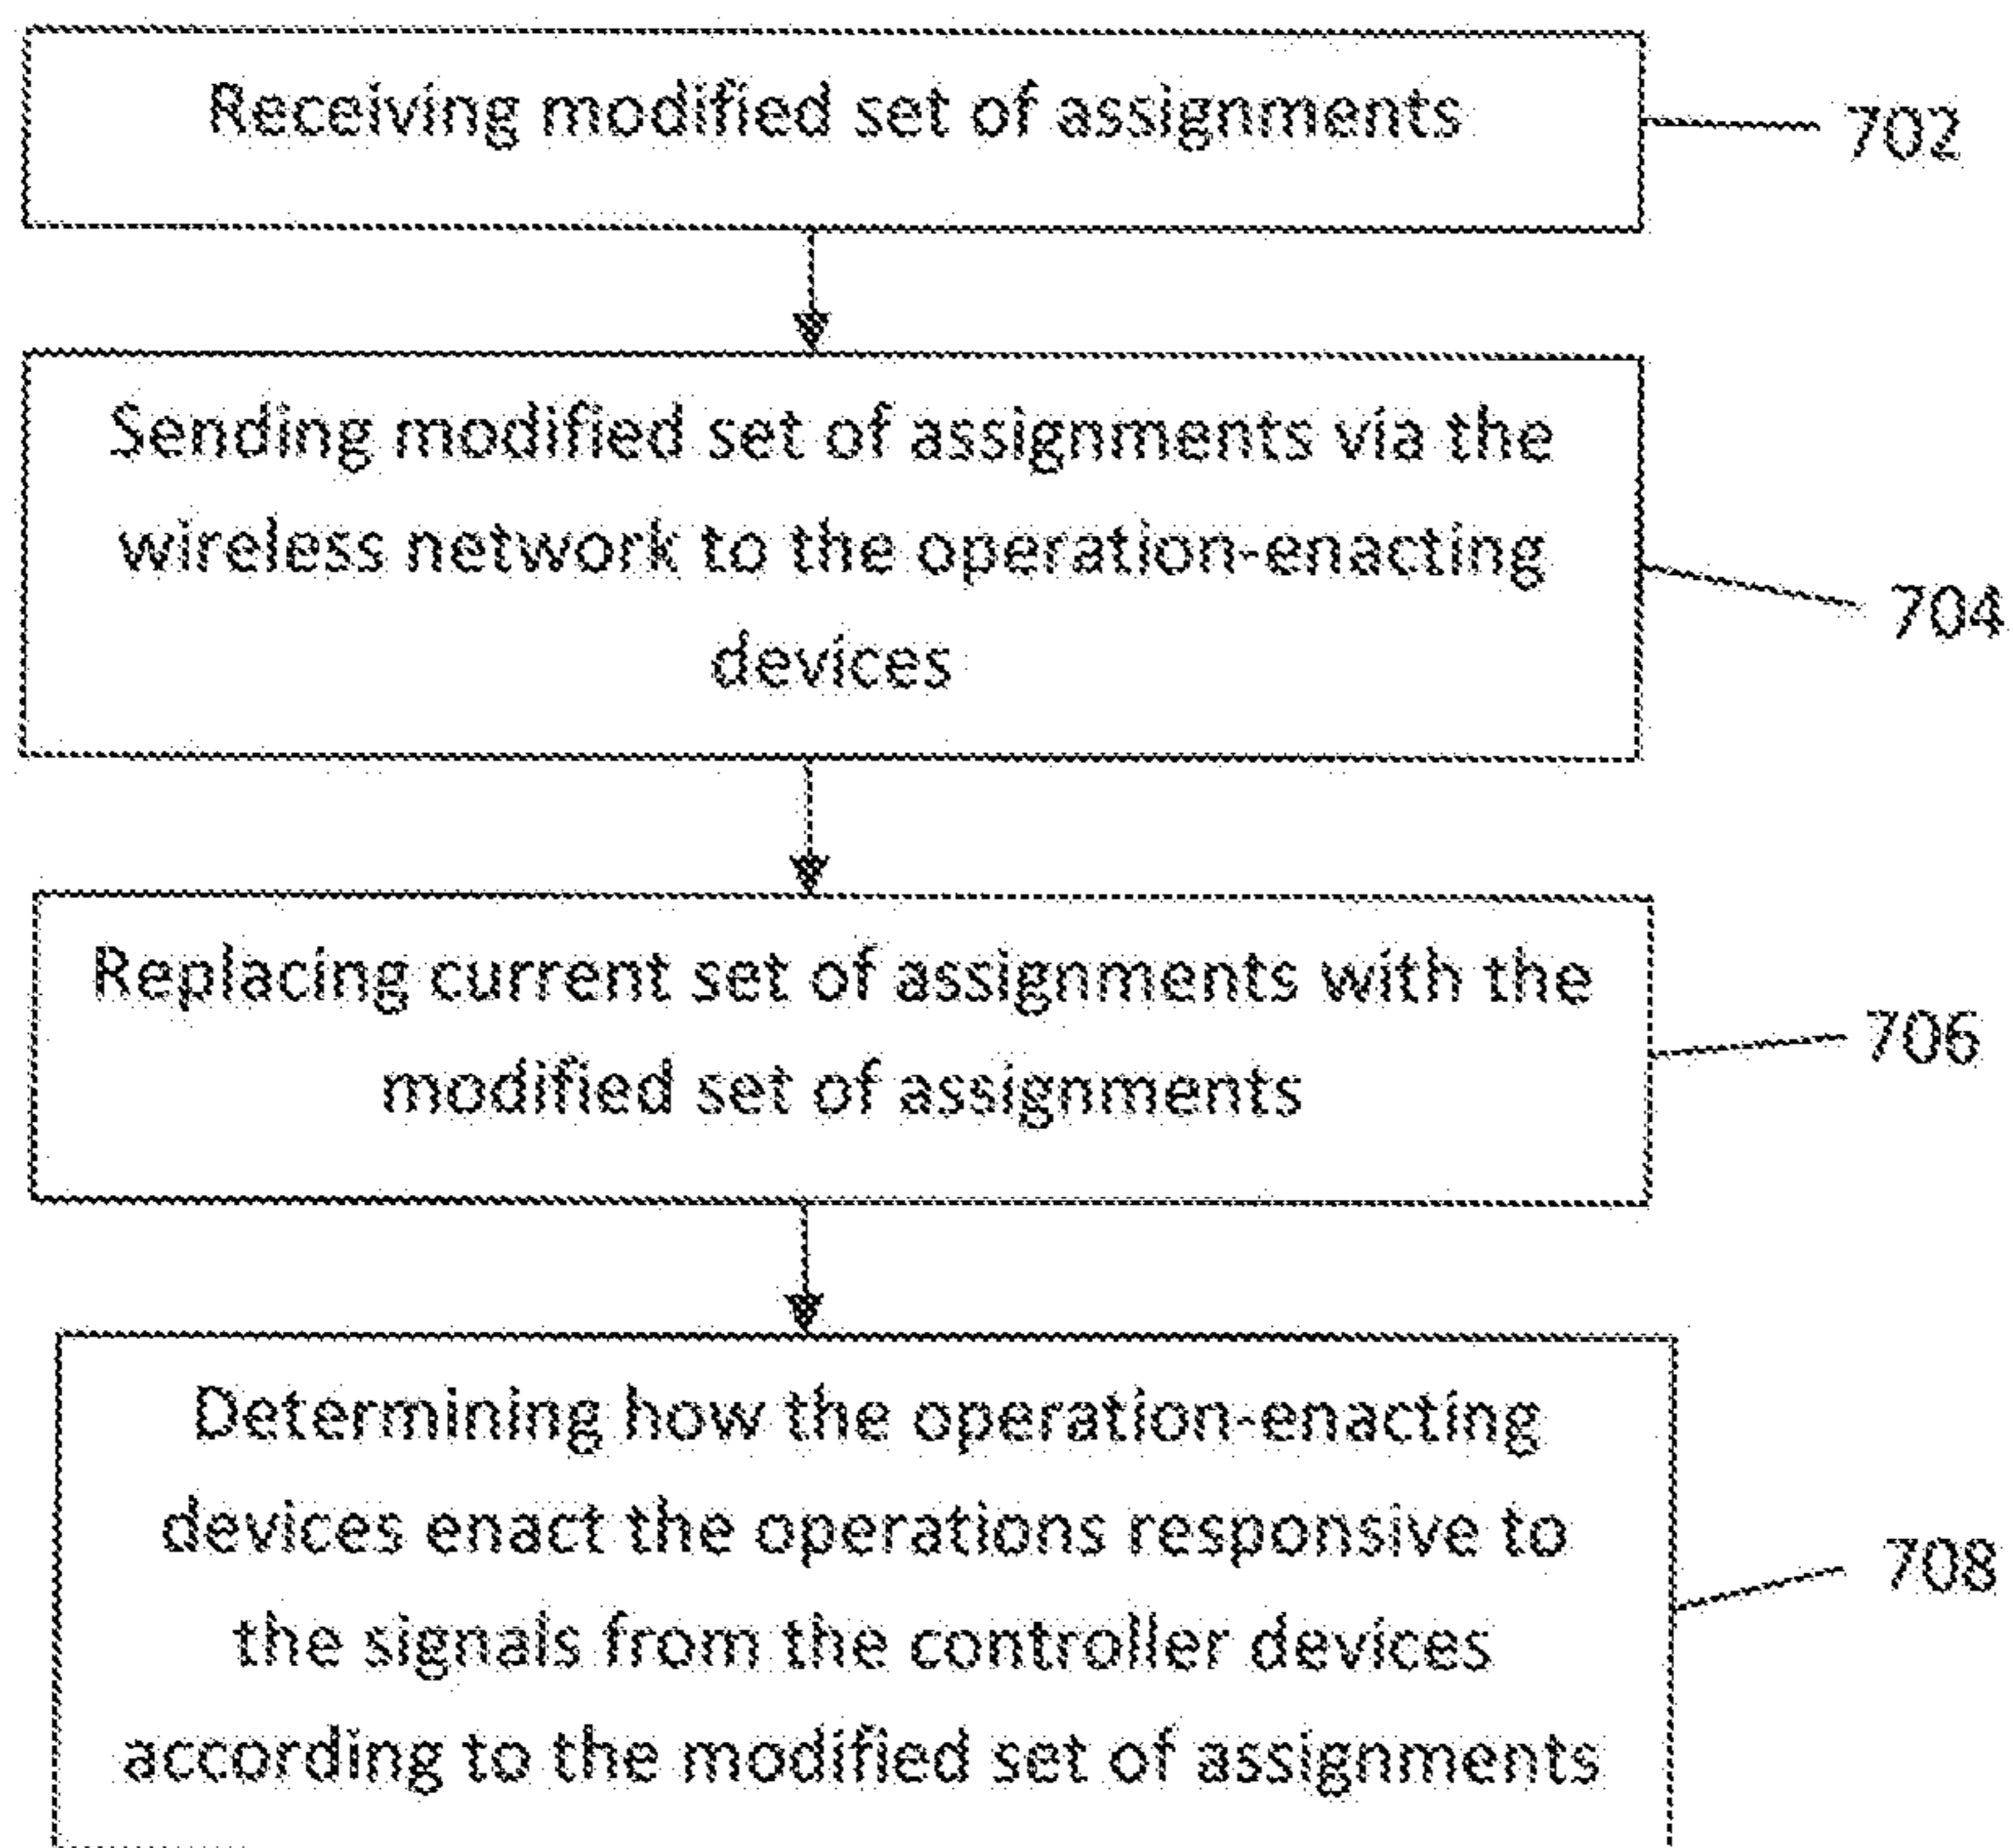 Receiving modified set of assignments
702
Sending modified set of assignments via the
wireless network to the operation-enacting
devices
704
Replacing current set of assignments with the
modified set of assignments
706
Determining how the operation-enacting
devices enact the operations responsive to
the signals from the controller devices
according to the modified set of assignments
708